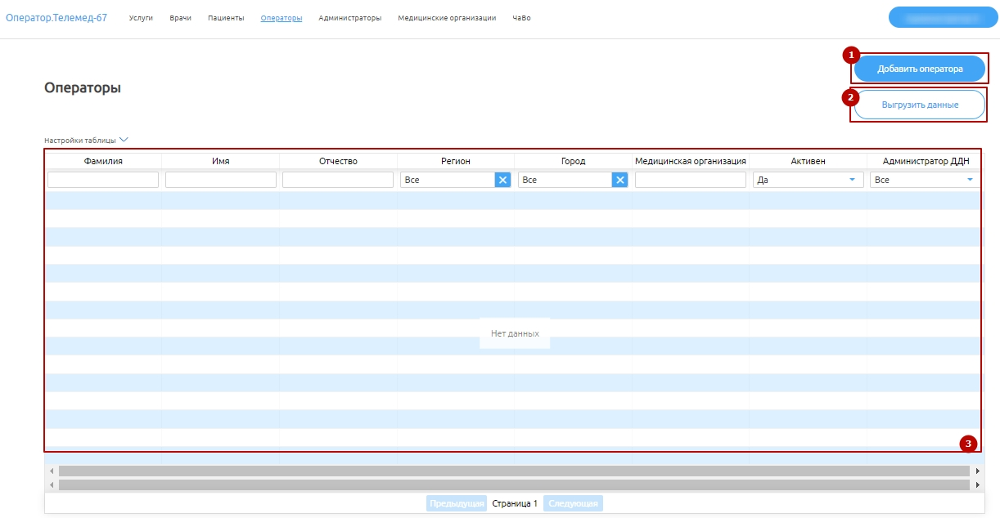 Оператор.Телемед-67 Услуги Врачи Пациенты Операторы Администраторы Медицинские организации ЧаВо
1
Добавить оператора
Операторы
2
Выгрузить данные
Настройки таблицы
Фамилия Имя Отчество Регион Город Медицинская организация Активен Администратор ДДН
Все Все Да Все
Нет данных
3
Предыдущая Страница 1 Следующая